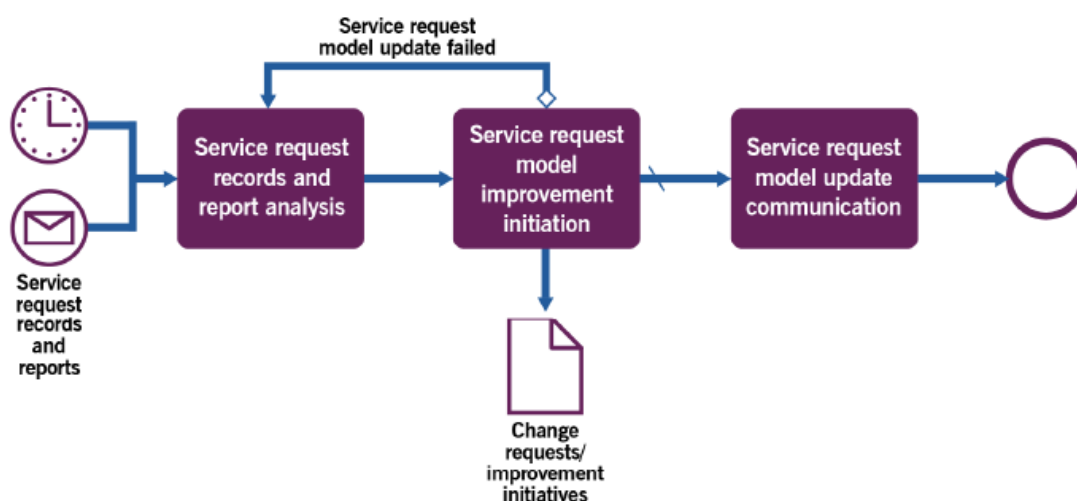 Service request
model update failed
Service request
records and
report analysis
Service request
model
improvement
initiation
Service request
model update
communication
Service
request
records
and
reports
Change
requests/
improvement
initiatives